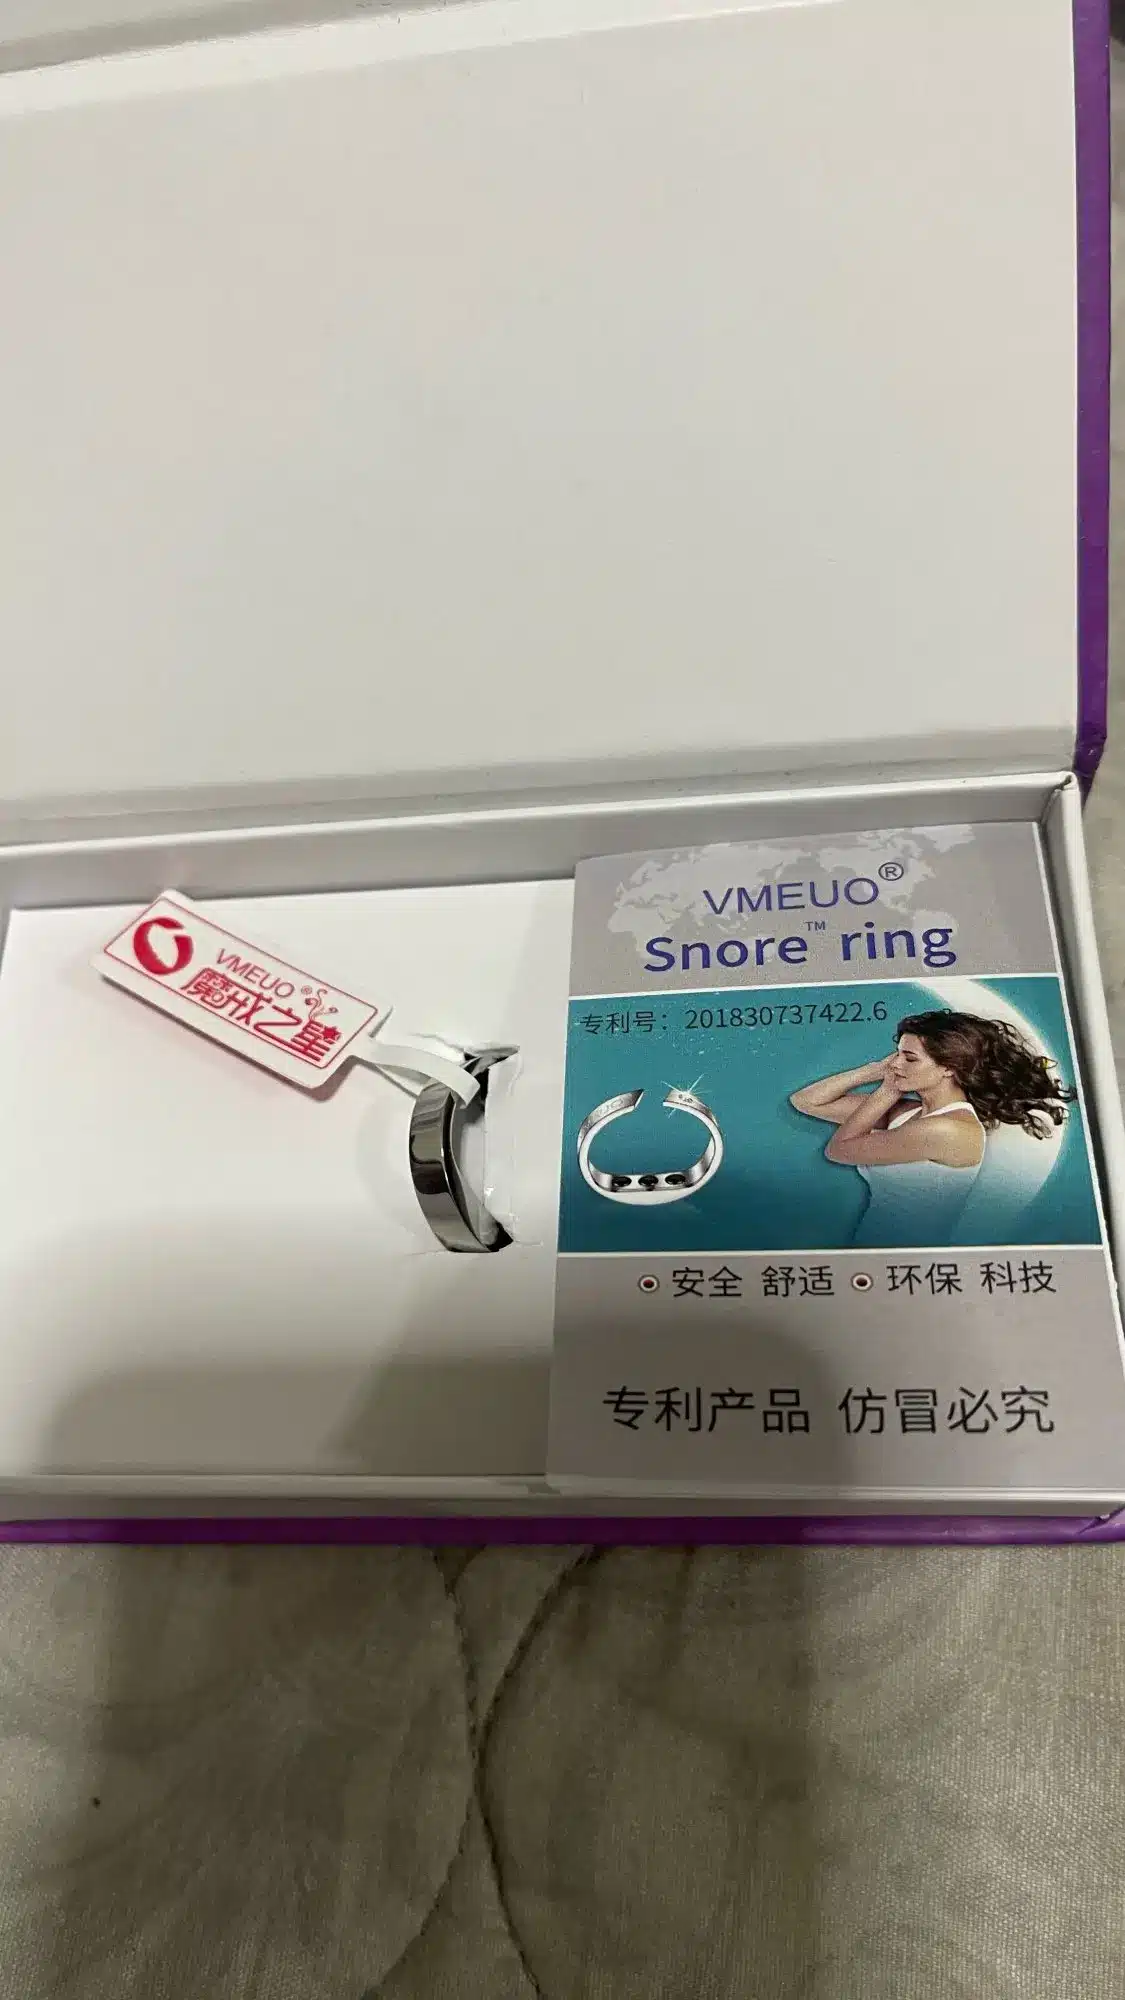 VMEUO®
魔戒之星
VMEUO®
Snore™ ring
专利号：201830737422.6
安全 舒适 环保 科技
专利产品 仿冒必究